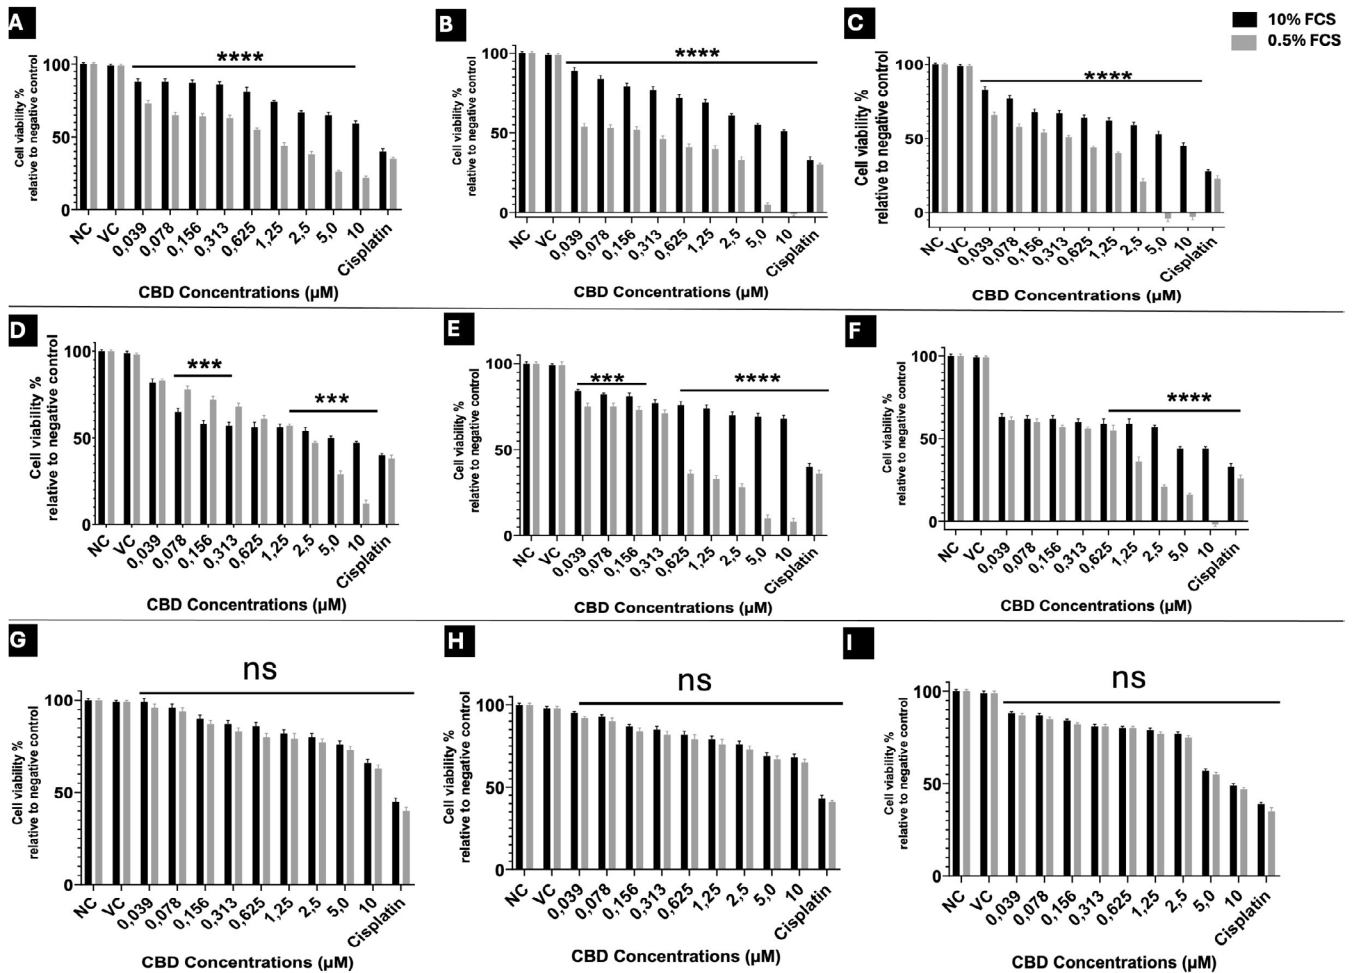 A
B
C
10% FCS
0.5% FCS
Cell viability %
relative to negative control
100
50
0
****
NC
VC
0,039
0,078
0,156
0,313
0,625
1,25
2,5
5,0
10
Cisplatin
CBD Concentrations (µM)
Cell viability %
relative to negative control
100
50
0
****
NC
VC
0,039
0,078
0,156
0,313
0,625
1,25
2,5
5,0
10
Cisplatin
CBD Concentrations (µM)
Cell viability %
relative to negative control
100
50
0
****
NC
VC
0,039
0,078
0,156
0,313
0,625
1,25
2,5
5,0
10
Cisplatin
CBD Concentrations (µM)
D
Cell viability %
relative to negative control
100
50
0
***
***
NC
VC
0,039
0,078
0,156
0,313
0,625
1,25
2,5
5,0
10
Cisplatin
CBD Concentrations (µM)
E
Cell viability %
relative to negative control
100
50
0
***
****
NC
VC
0,039
0,078
0,156
0,313
0,625
1,25
2,5
5,0
10
Cisplatin
CBD Concentrations (µM)
F
Cell viability %
relative to negative control
100
50
0
****
NC
VC
0,039
0,078
0,156
0,313
0,625
1,25
2,5
5,0
10
Cisplatin
CBD Concentrations (µM)
G
ns
Cell viability %
relative to negative control
100
50
0
NC
VC
0,039
0,078
0,156
0,313
0,625
1,25
2,5
5,0
10
Cisplatin
CBD Concentrations (µM)
H
ns
Cell viability %
relative to negative control
100
50
0
NC
VC
0,039
0,078
0,156
0,313
0,625
1,25
2,5
5,0
10
Cisplatin
CBD Concentrations (µM)
I
ns
Cell viability %
relative to negative control
100
50
0
NC
VC
0,039
0,078
0,156
0,313
0,625
1,25
2,5
5,0
10
Cisplatin
CBD Concentrations (µM)